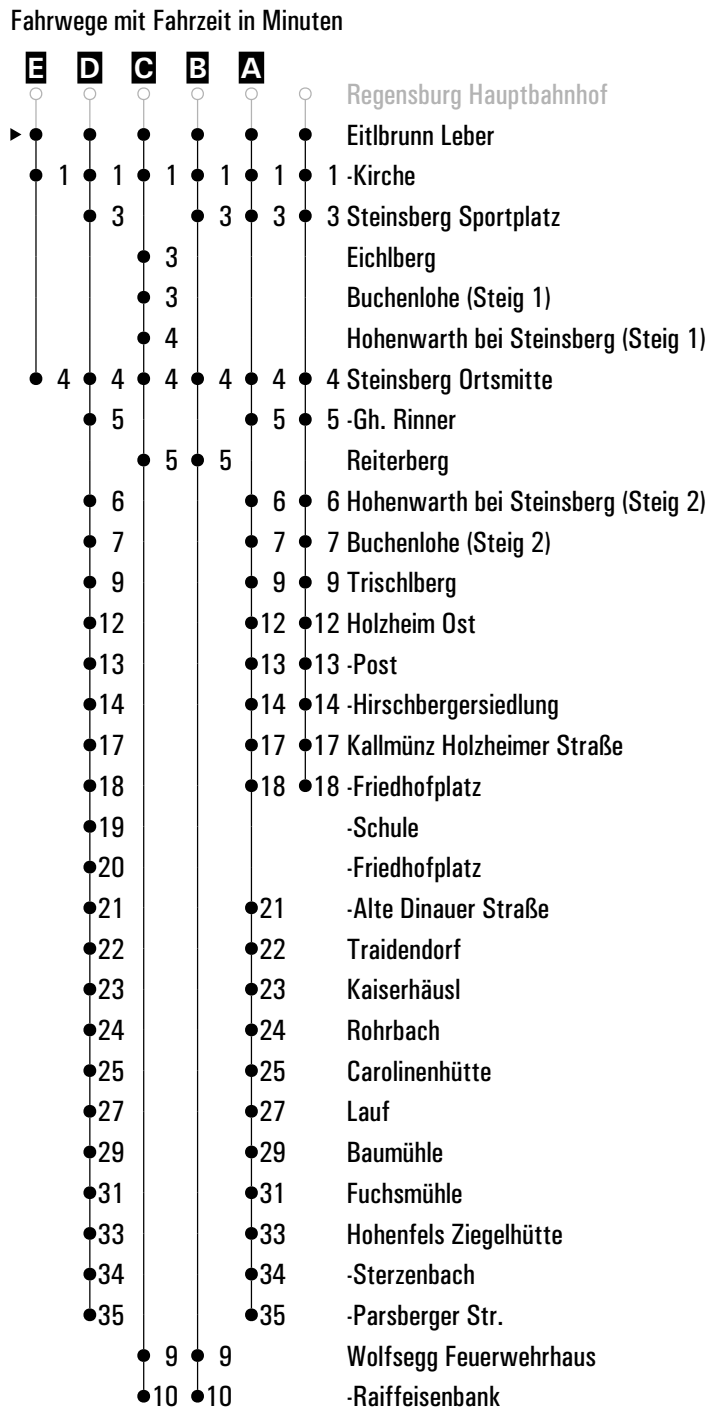 Fahrwege mit Fahrzeit in Minuten
E D C B A
Regensburg Hauptbahnhof
Eitlbrunn Leber
1 1 1 1 1 1 -Kirche
3 3 3 3 Steinsberg Sportplatz
3 Eichlberg
3 Buchenlohe (Steig 1)
4 Hohenwarth bei Steinsberg (Steig 1)
4 4 4 4 4 4 Steinsberg Ortsmitte
5 5 5 -Gh. Rinner
5 5 Reiterberg
6 6 6 Hohenwarth bei Steinsberg (Steig 2)
7 7 7 Buchenlohe (Steig 2)
9 9 9 Trischlberg
12 12 12 Holzheim Ost
13 13 13 -Post
14 14 14 -Hirschbergersiedlung
17 17 17 Kallmünz Holzheimer Straße
18 18 18 -Friedhofplatz
19 -Schule
20 -Friedhofplatz
21 21 -Alte Dinauer Straße
22 22 Traidendorf
23 23 Kaiserhäusl
24 24 Rohrbach
25 25 Carolinenhütte
27 27 Lauf
29 29 Baumühle
31 31 Fuchsmühle
33 33 Hohenfels Ziegelhütte
34 34 -Sterzenbach
35 35 -Parsberger Str.
9 9 Wolfsegg Feuerwehrhaus
10 10 -Raiffeisenbank